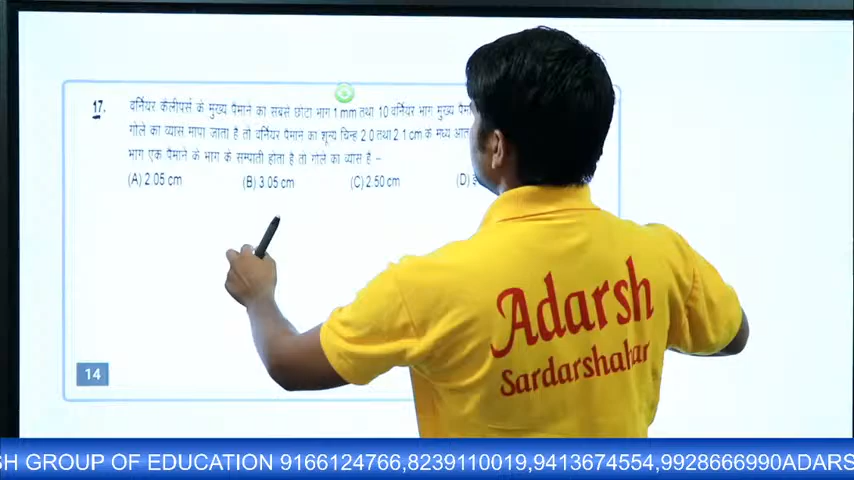 17. वर्नियर कैलीपर्स के मुख्य पैमाने का सबसे छोटा भाग 1 mm तथा 10 वर्नियर भाग मुख्य
गोले का व्यास मापा जाता है तो वर्नियर पैमाने का शून्य चिन्ह 2.0 तथा 2.1 cm के मध्य
भाग एक पैमाने के भाग के सम्पाती होता है तो गोले का व्यास है –
(A) 2.05 cm (B) 3.05 cm (C) 2.50 cm (D)
Adarsh
Sardarshahar
14
SH GROUP OF EDUCATION 9166124766,8239110019,9413674554,9928666990ADARS